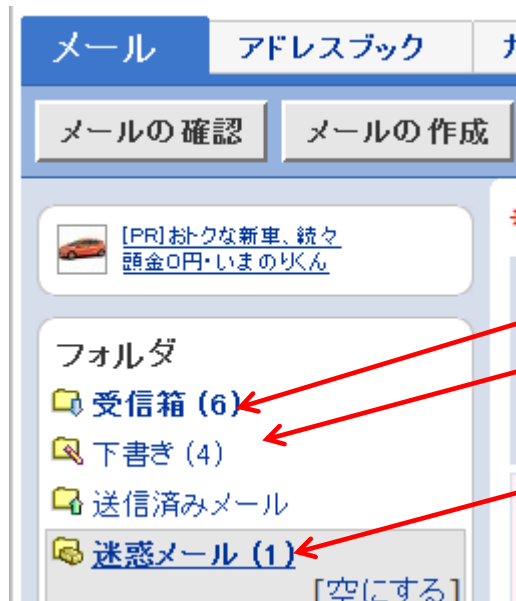 メール アドレスブック
メールの確認 メールの作成
[PR]おトクな新車、続々
頭金0円・いまのりくん
フォルダ
受信箱 (6)
下書き (4)
送信済みメール
迷惑メール (1)
[空にする]